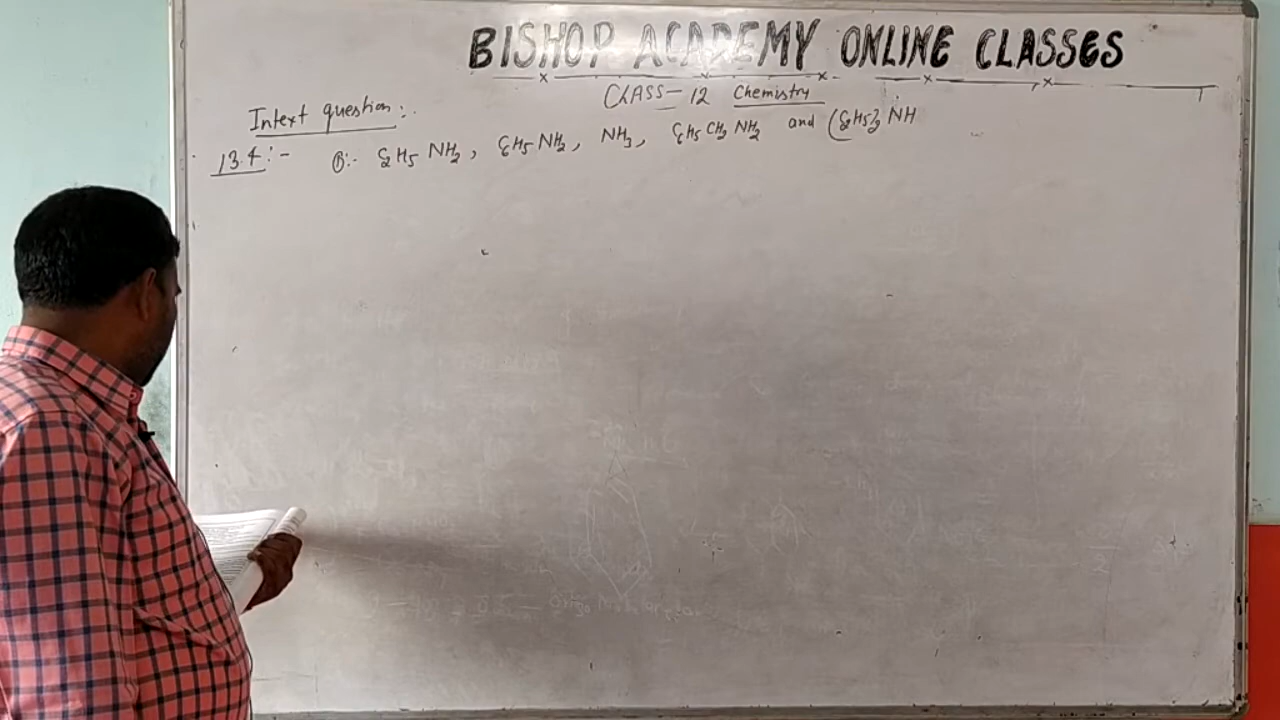 BISHOP ACADEMY ONLINE CLASSES
CLASS- 12 Chemistry
Intext question:.
13.4:- (i):- C2H5 NH2, C6H5 NH2, NH3, C6H5 CH2 NH2 and (C2H5)2 NH